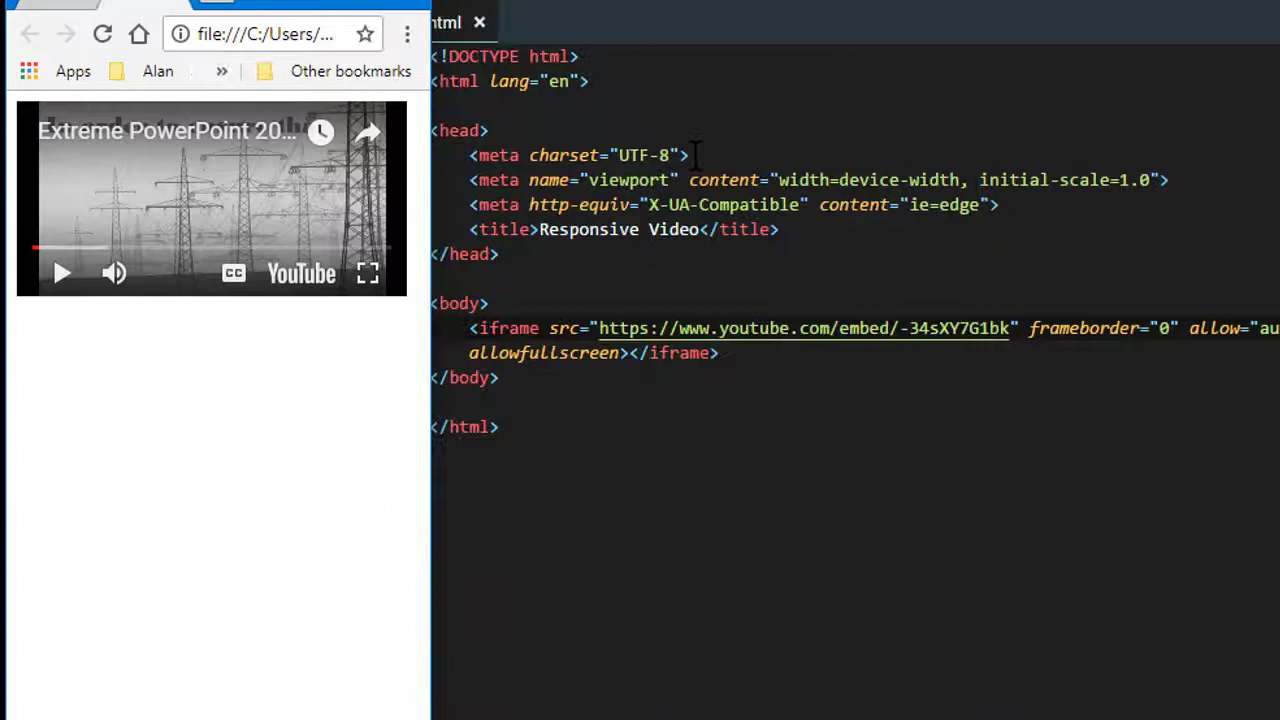 file:///C:/Users/...
Apps
Alan
»
Other bookmarks
Extreme PowerPoint 20...
CC
YouTube
html ×
<!DOCTYPE html>
<html lang="en">
<head>
<meta charset="UTF-8">
<meta name="viewport" content="width=device-width, initial-scale=1.0">
<meta http-equiv="X-UA-Compatible" content="ie=edge">
<title>Responsive Video</title>
</head>
<body>
<iframe src="https://www.youtube.com/embed/-34sXY7G1bk" frameborder="0" allow="au
allowfullscreen></iframe>
</body>
</html>